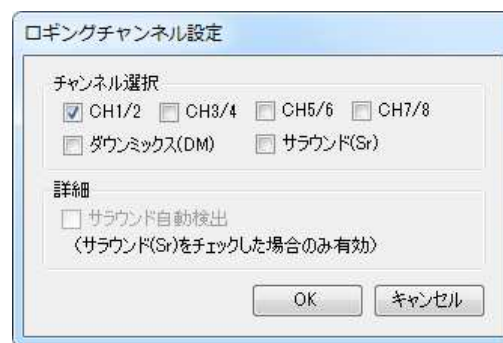 ロギングチャンネル設定
チャンネル選択
CH1/2 CH3/4 CH5/6 CH7/8
ダウンミックス(DM) サラウンド(Sr)
詳細
サラウンド自動検出
(サラウンド(Sr)をチェックした場合のみ有効)
OK キャンセル